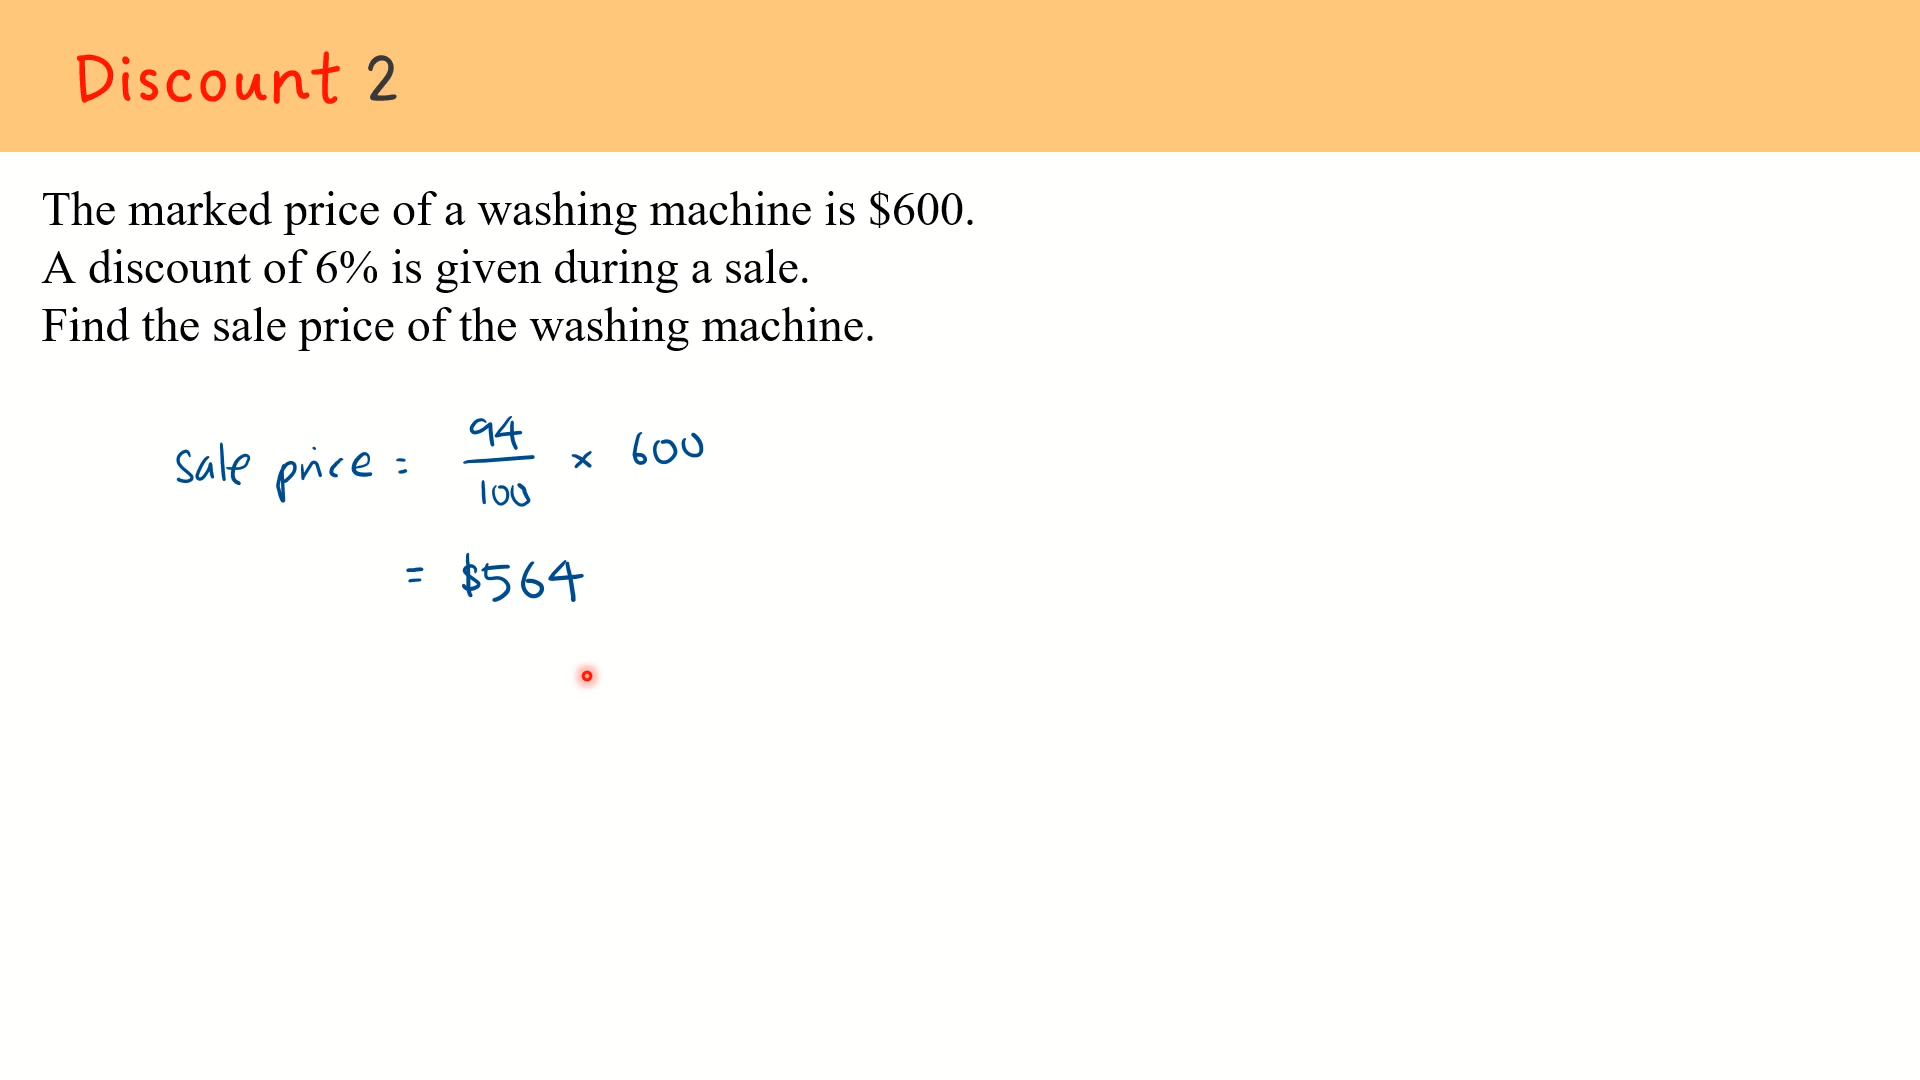 Discount 2
The marked price of a washing machine is $600.
A discount of 6% is given during a sale.
Find the sale price of the washing machine.
sale price = 94/100 × 600
= $564